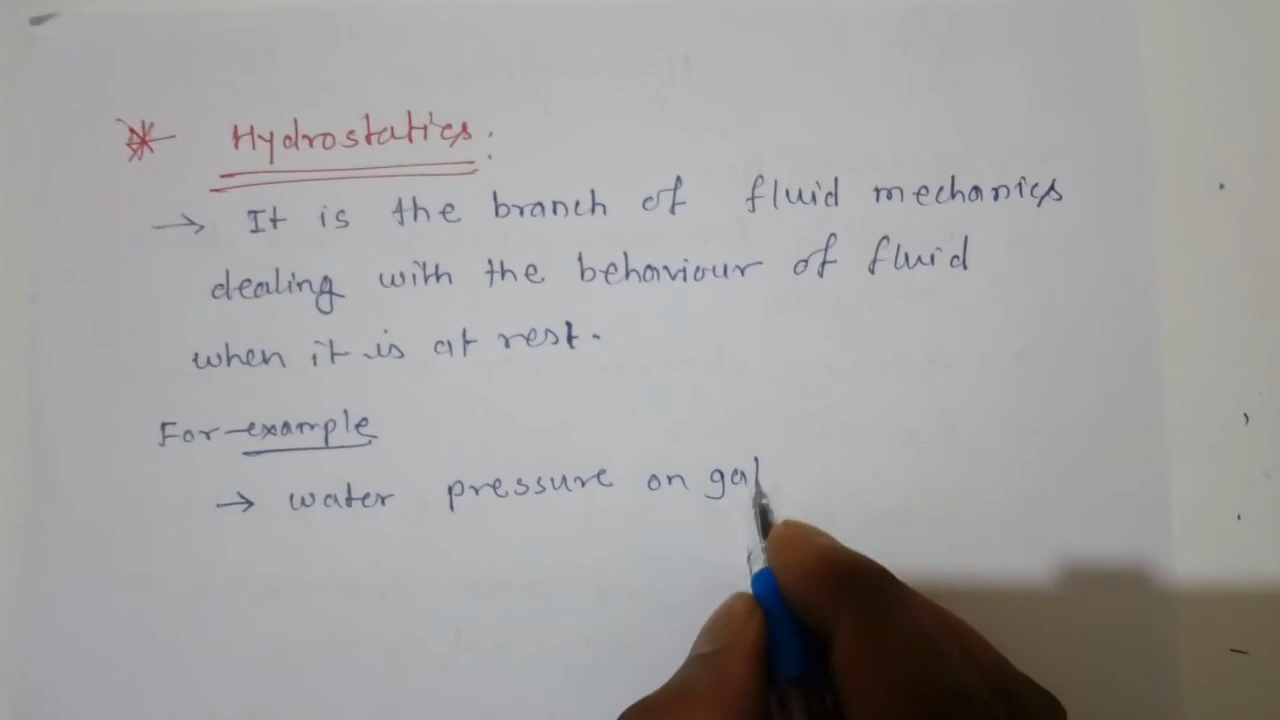 * Hydrostatics:
→ It is the branch of fluid mechanics
dealing with the behaviour of fluid
when it is at rest.
For-example
→ water pressure on